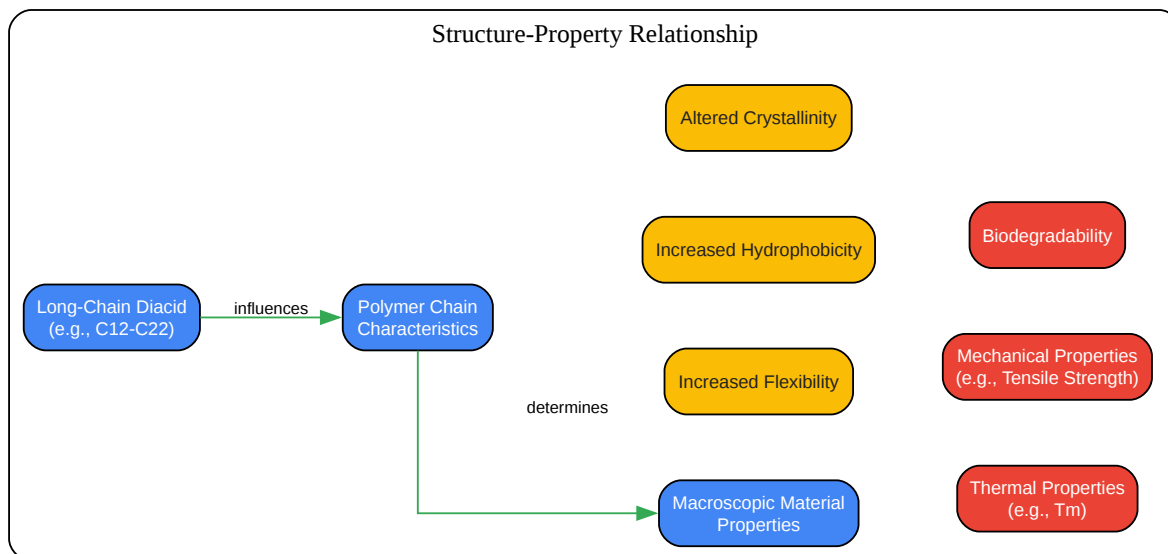 Structure-Property Relationship
Long-Chain Diacid
(e.g., C12-C22)
influences
Polymer Chain
Characteristics
determines
Altered Crystallinity
Increased Hydrophobicity
Increased Flexibility
Macroscopic Material
Properties
Biodegradability
Mechanical Properties
(e.g., Tensile Strength)
Thermal Properties
(e.g., Tm)